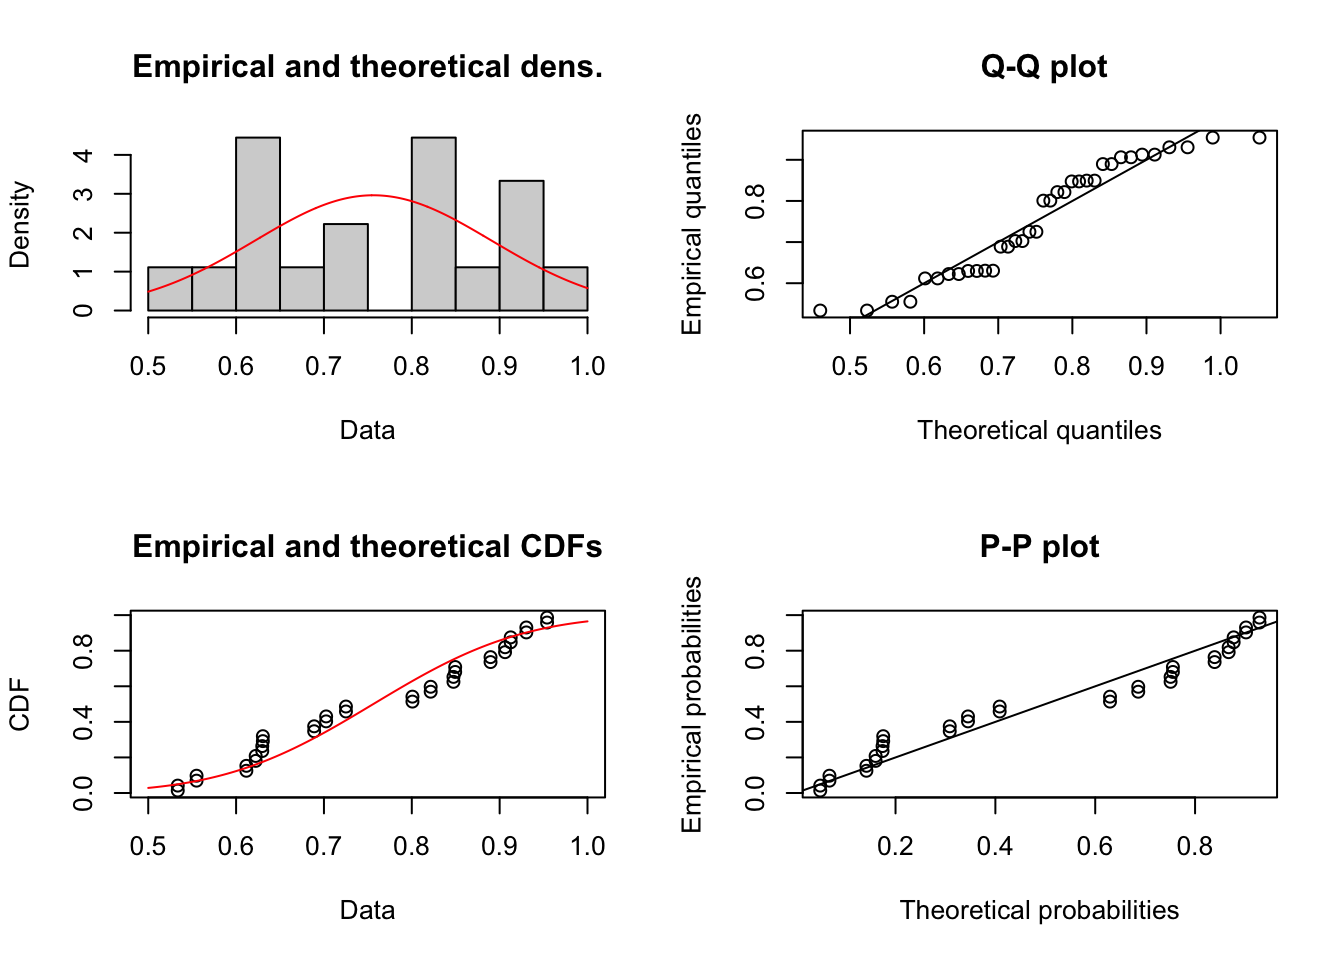 Empirical and theoretical dens.
Density
0 1 2 3 4
0.5 0.6 0.7 0.8 0.9 1.0
Data
Q-Q plot
Empirical quantiles
0.6 0.8
0.5 0.6 0.7 0.8 0.9 1.0
Theoretical quantiles
Empirical and theoretical CDFs
CDF
0.0 0.4 0.8
0.5 0.6 0.7 0.8 0.9 1.0
Data
P-P plot
Empirical probabilities
0.0 0.4 0.8
0.2 0.4 0.6 0.8
Theoretical probabilities